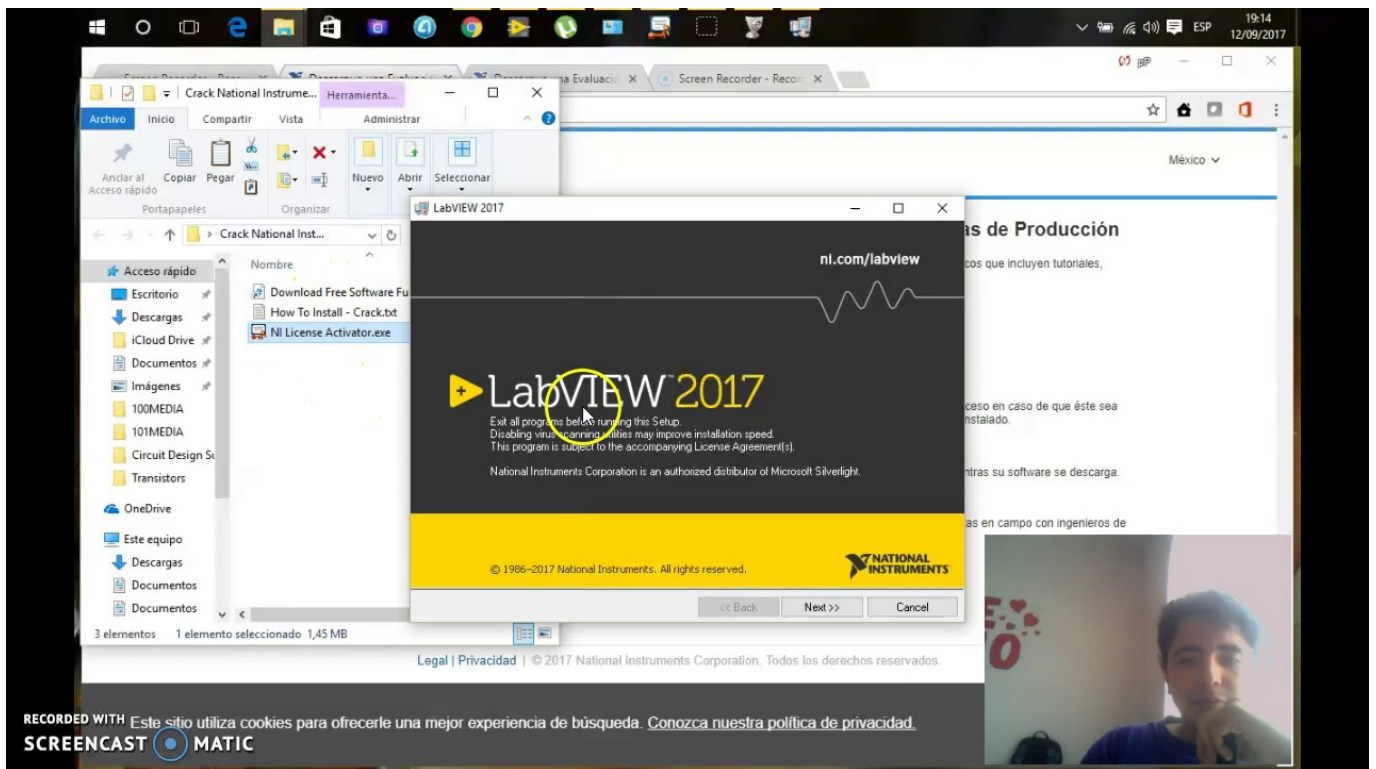 ESP
19:14
12/09/2017
Evaluació
Screen Recorder - Recor
Crack National Instrume...
Herramienta...
Archivo Inicio Compartir Vista Administrar
México
Anclar al Acceso rápido
Copiar Pegar
Nuevo Abrir Seleccionar
Portapapeles Organizar
LabVIEW 2017
Crack National Inst...
as de Producción
cos que incluyen tutoriales,
ni.com/labview
Acceso rápido
Escritorio
Descargas
iCloud Drive
Documentos
Imágenes
100MEDIA
101MEDIA
Circuit Design Su
Transistors
OneDrive
Este equipo
Descargas
Documentos
Documentos
Nombre
Download Free Software Fu
How To Install - Crack.txt
NI License Activator.exe
LabVIEW 2017
Exit all programs before running this Setup.
Disabling virus scanning utilities may improve installation speed.
This program is subject to the accompanying License Agreement(s).
National Instruments Corporation is an authorized distributor of Microsoft Silverlight.
ceso en caso de que éste sea
nstalado.
ntras su software se descarga.
as en campo con ingenieros de
© 1986–2017 National Instruments. All rights reserved.
NATIONAL
INSTRUMENTS
<< Back Next >> Cancel
3 elementos 1 elemento seleccionado 1,45 MB
Legal | Privacidad | © 2017 National Instruments Corporation. Todos los derechos reservados.
Este sitio utiliza cookies para ofrecerle una mejor experiencia de búsqueda. Conozca nuestra política de privacidad.
RECORDED WITH
SCREENCAST MATIC